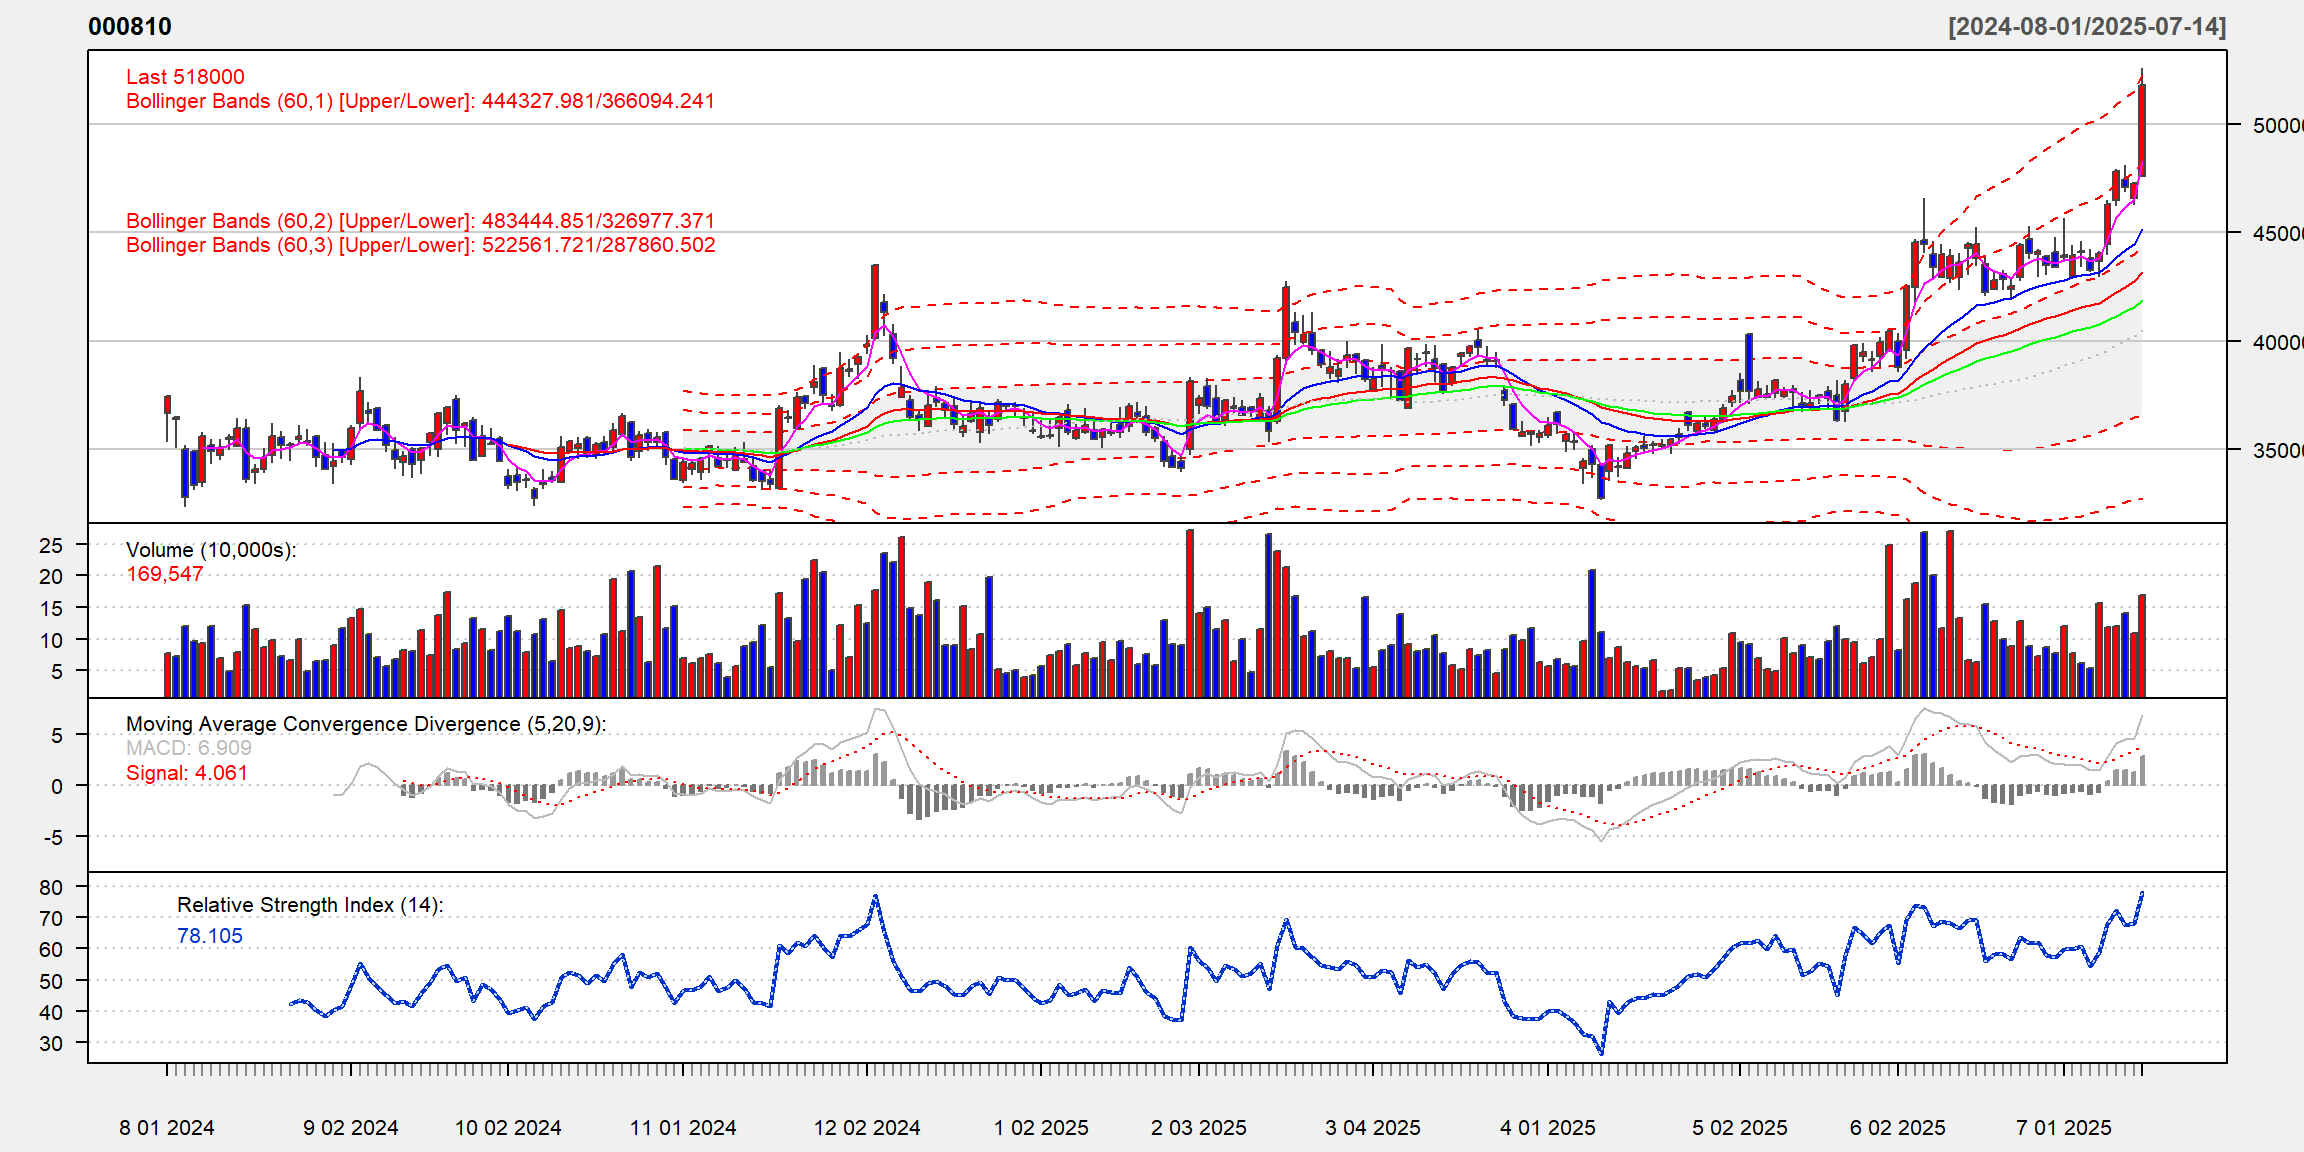 000810
[2024-08-01/2025-07-14]
Last 518000
Bollinger Bands (60,1) [Upper/Lower]: 444327.981/366094.241
Bollinger Bands (60,2) [Upper/Lower]: 483444.851/326977.371
Bollinger Bands (60,3) [Upper/Lower]: 522561.721/287860.502
50000
45000
40000
35000
Volume (10,000s):
169,547
25
20
15
10
5
Moving Average Convergence Divergence (5,20,9):
MACD: 6.909
Signal: 4.061
5
0
-5
Relative Strength Index (14):
78.105
80
70
60
50
40
30
8 01 2024
9 02 2024
10 02 2024
11 01 2024
12 02 2024
1 02 2025
2 03 2025
3 04 2025
4 01 2025
5 02 2025
6 02 2025
7 01 2025